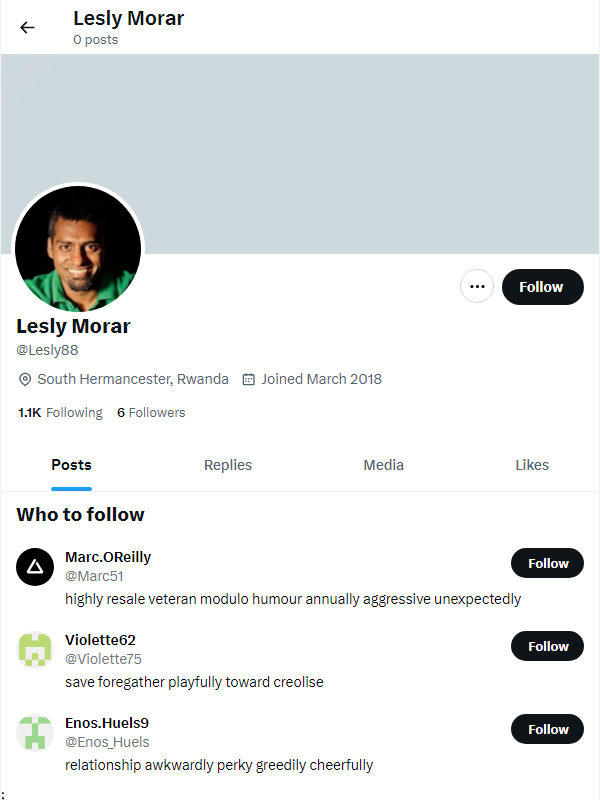 Lesly Morar
0 posts
Follow
Lesly Morar
@Lesly88
South Hermancester, Rwanda Joined March 2018
1.1K Following 6 Followers
Posts Replies Media Likes
Who to follow
Marc.OReilly
@Marc51
Follow
highly resale veteran modulo humour annually aggressive unexpectedly
Violette62
@Violette75
Follow
save foregather playfully toward creolise
Enos.Huels9
@Enos_Huels
Follow
relationship awkwardly perky greedily cheerfully
;